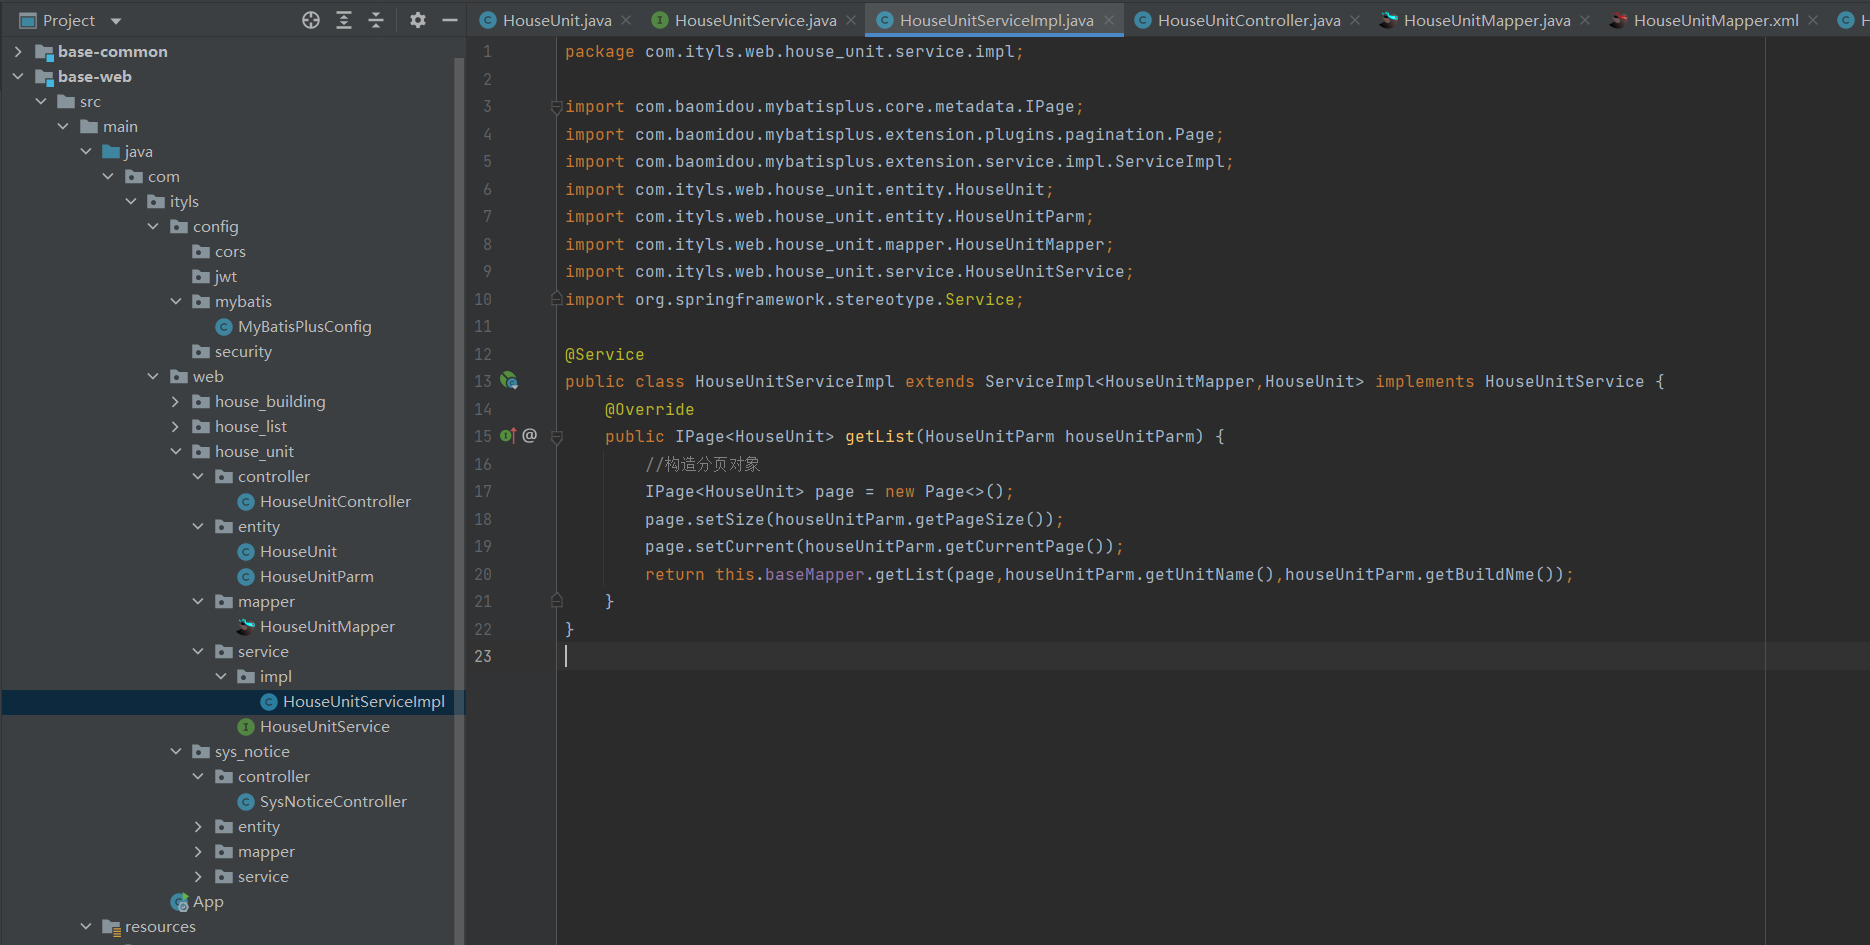 Project
HouseUnit.java
HouseUnitService.java
HouseUnitServiceImpl.java
HouseUnitController.java
HouseUnitMapper.java
HouseUnitMapper.xml
H
base-common
base-web
src
main
java
com
ityls
config
cors
jwt
mybatis
MyBatisPlusConfig
security
web
house_building
house_list
house_unit
controller
HouseUnitController
entity
HouseUnit
HouseUnitParm
mapper
HouseUnitMapper
service
impl
HouseUnitServiceImpl
HouseUnitService
sys_notice
controller
SysNoticeController
entity
mapper
service
App
resources
1 package com.ityls.web.house_unit.service.impl;
2
3 import com.baomidou.mybatisplus.core.metadata.IPage;
4 import com.baomidou.mybatisplus.extension.plugins.pagination.Page;
5 import com.baomidou.mybatisplus.extension.service.impl.ServiceImpl;
6 import com.ityls.web.house_unit.entity.HouseUnit;
7 import com.ityls.web.house_unit.entity.HouseUnitParm;
8 import com.ityls.web.house_unit.mapper.HouseUnitMapper;
9 import com.ityls.web.house_unit.service.HouseUnitService;
10 import org.springframework.stereotype.Service;
11
12 @Service
13 public class HouseUnitServiceImpl extends ServiceImpl<HouseUnitMapper,HouseUnit> implements HouseUnitService {
14 @Override
15 @ public IPage<HouseUnit> getList(HouseUnitParm houseUnitParm) {
16 //构造分页对象
17 IPage<HouseUnit> page = new Page<>();
18 page.setSize(houseUnitParm.getPageSize());
19 page.setCurrent(houseUnitParm.getCurrentPage());
20 return this.baseMapper.getList(page,houseUnitParm.getUnitName(),houseUnitParm.getBuildNme());
21 }
22 }
23